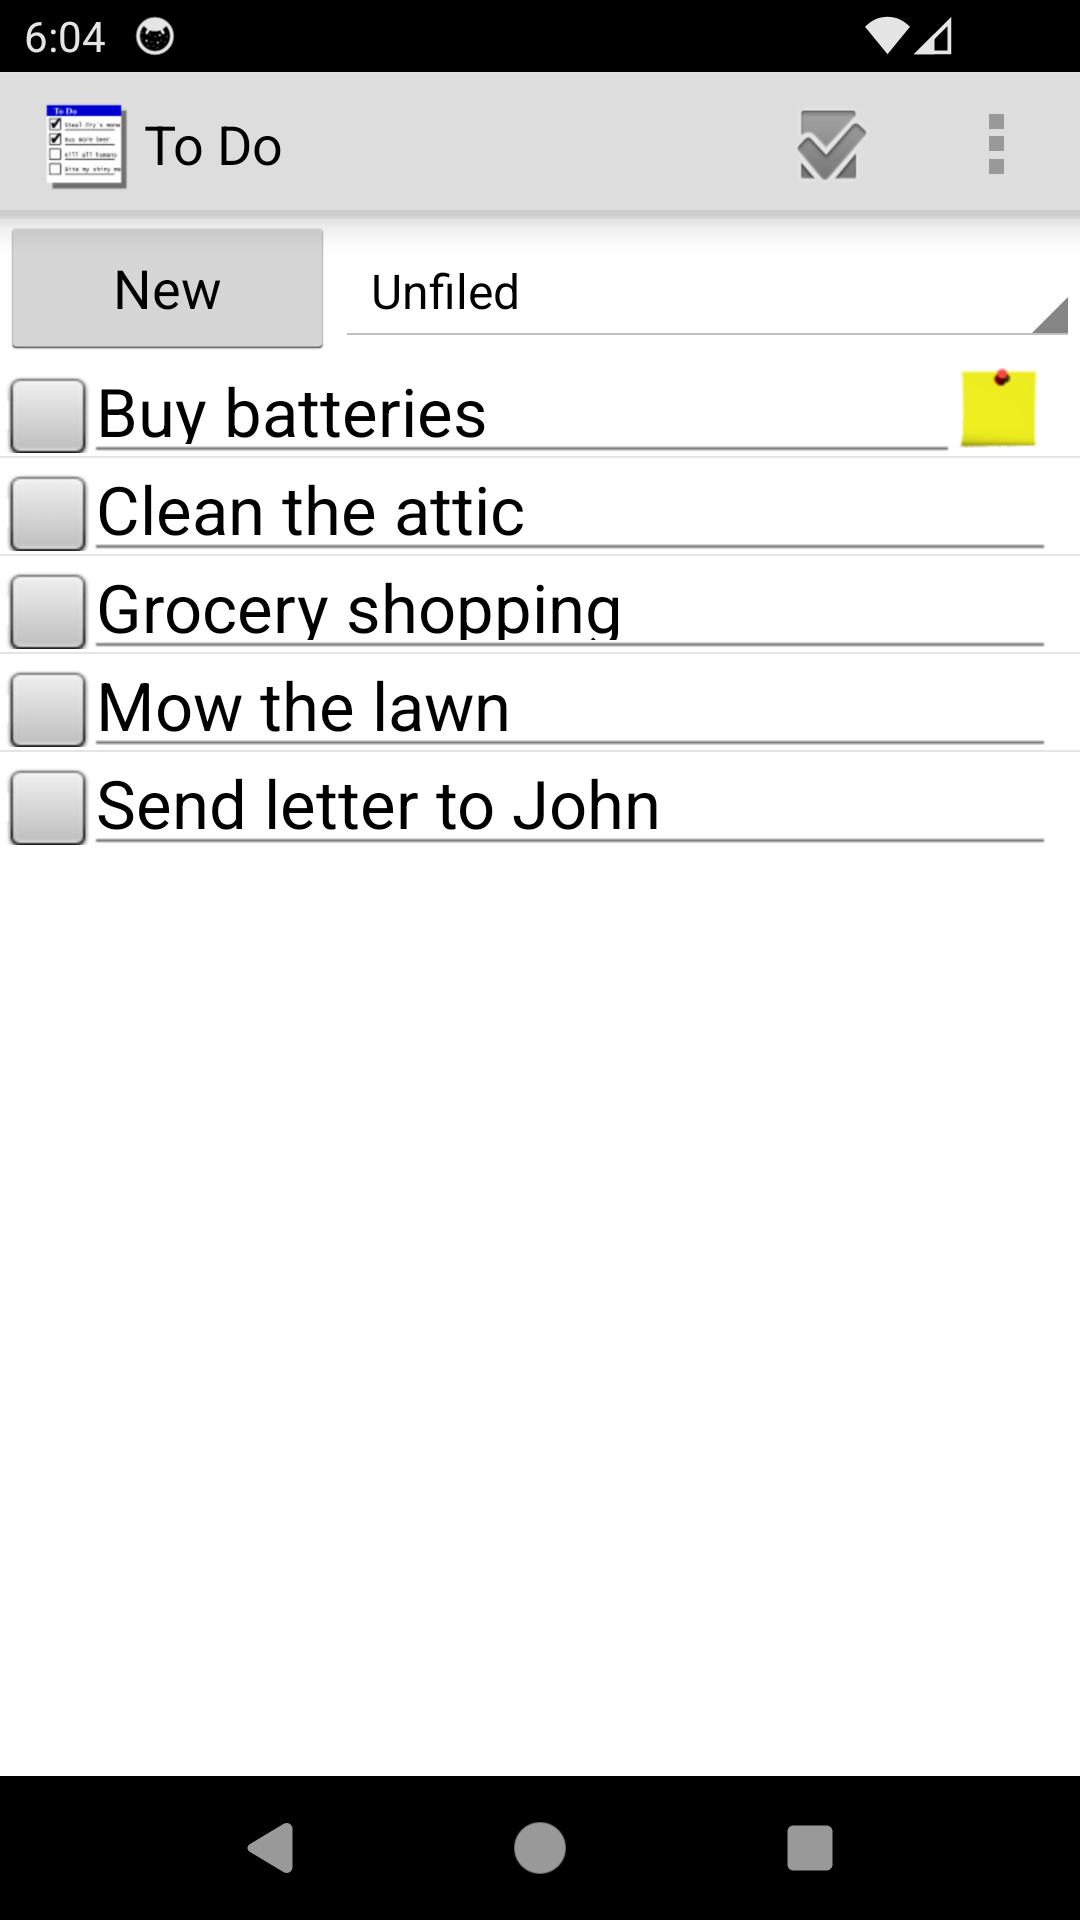 6:04
To Do
New
Unfiled
Buy batteries
Clean the attic
Grocery shopping
Mow the lawn
Send letter to John